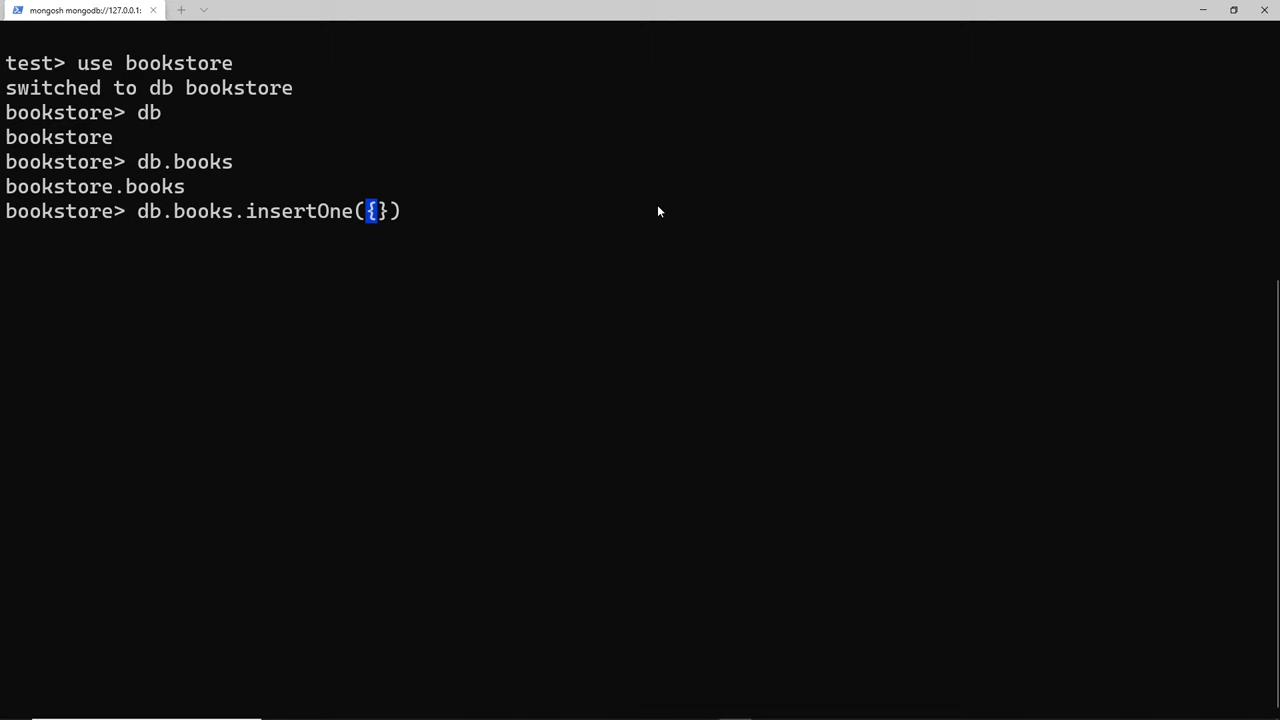 mongosh mongodb://127.0.0.1:
test> use bookstore
switched to db bookstore
bookstore> db
bookstore
bookstore> db.books
bookstore.books
bookstore> db.books.insertOne({})